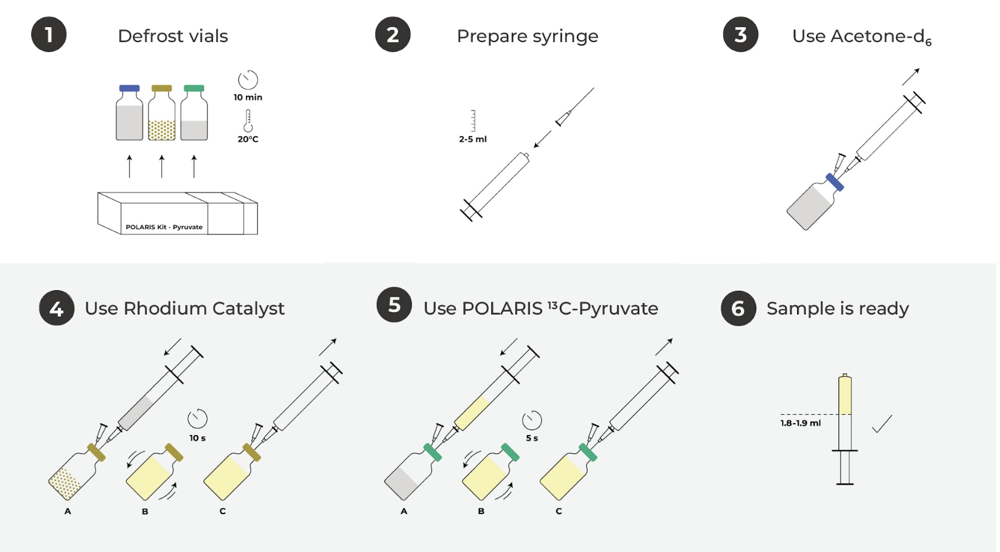 1 Defrost vials
10 min
20°C
POLARIS Kit - Pyruvate
2 Prepare syringe
2-5 ml
3 Use Acetone-d₆
4 Use Rhodium Catalyst
10 s
A B C
5 Use POLARIS ¹³C-Pyruvate
5 s
A B C
6 Sample is ready
1.8-1.9 ml